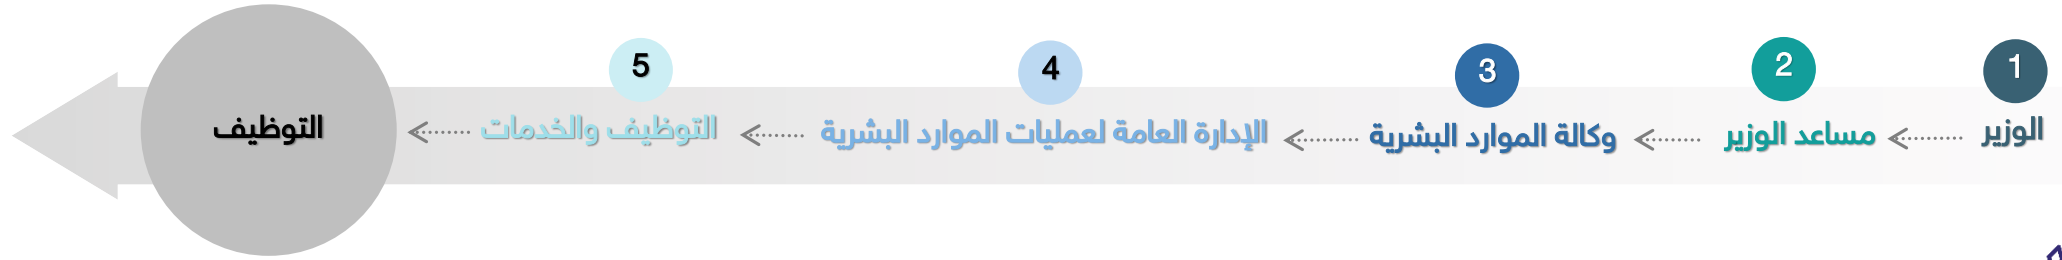 1
الوزير
2
مساعد الوزير
3
وكالة الموارد البشرية
4
الإدارة العامة لعمليات الموارد البشرية
5
التوظيف والخدمات
التوظيف